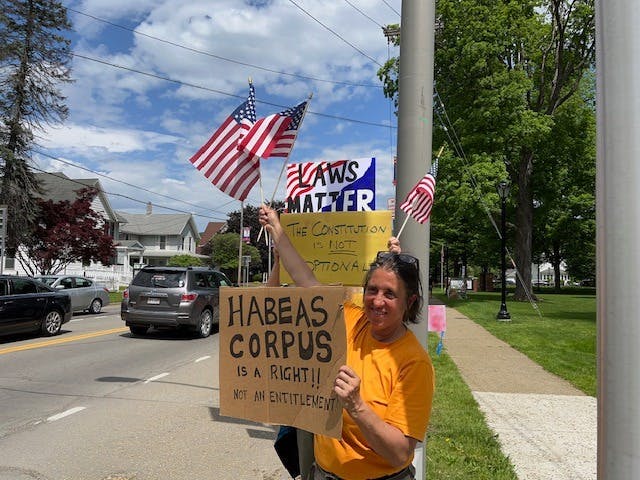 LAWS
MATTER
THE CONSTITUTION
IS NOT
OPTIONAL
HABEAS
CORPUS
IS A RIGHT!!
NOT AN ENTITLEMENT